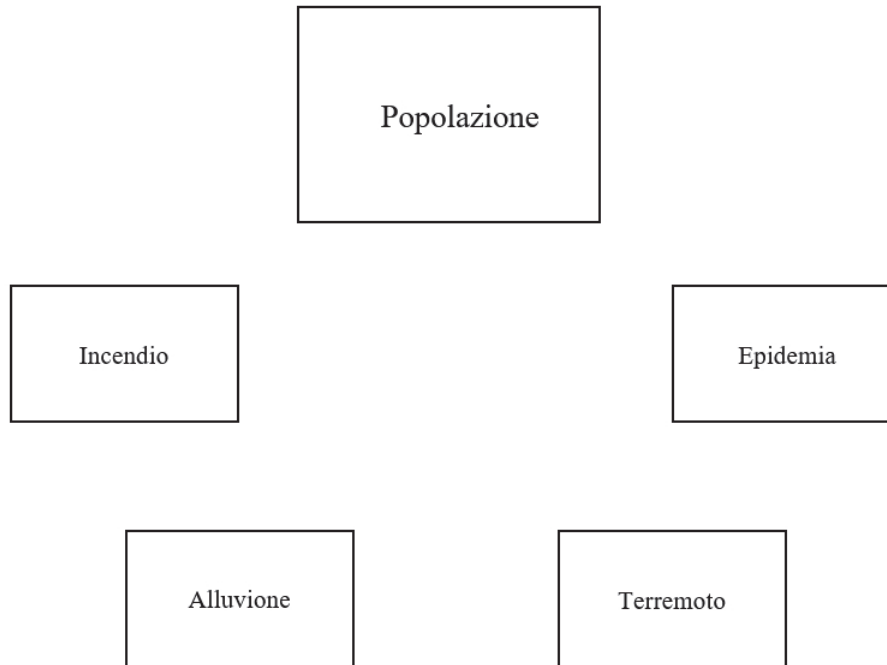 Popolazione
Incendio
Epidemia
Alluvione
Terremoto